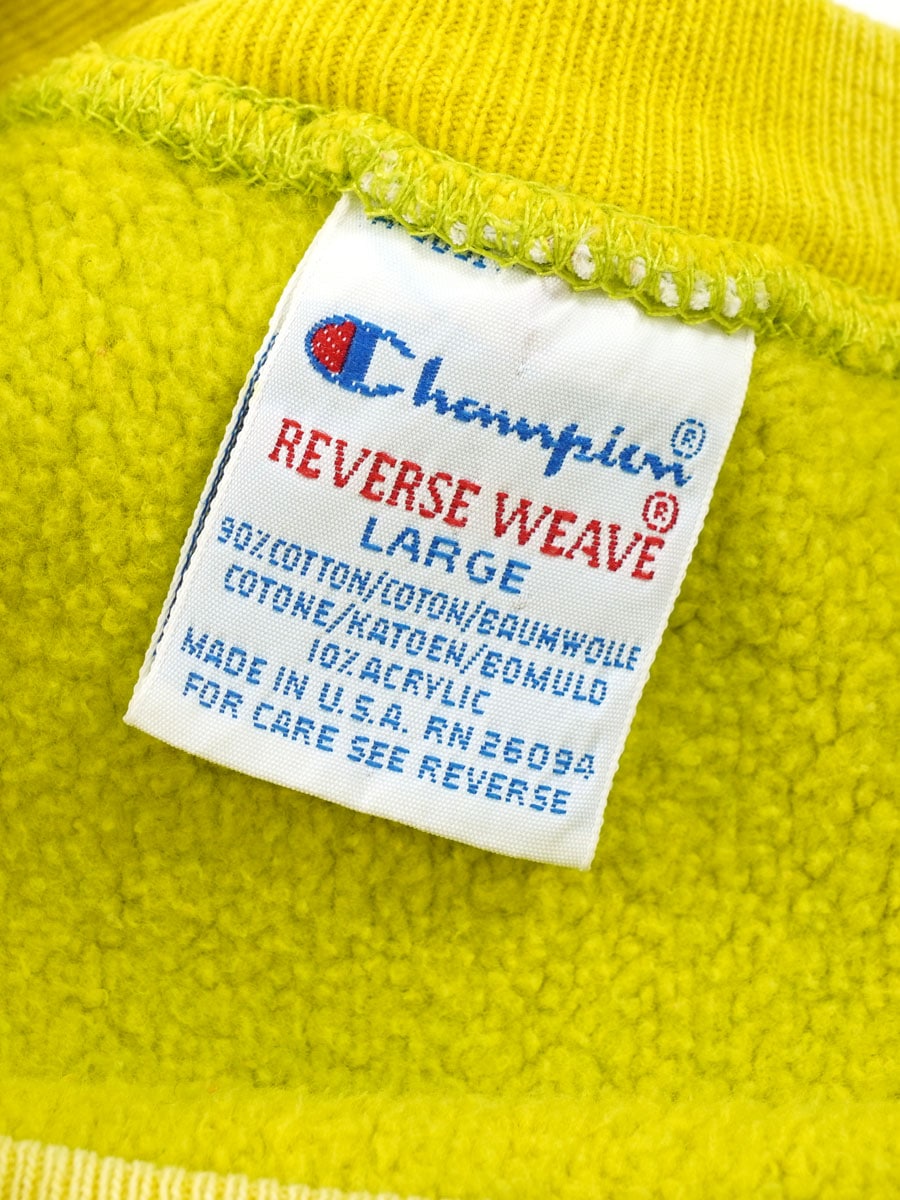 Champion®
REVERSE WEAVE®
LARGE
90%COTTON/COTON/BAUMWOLLE
COTONE/KATOEN/BOMULD
10%ACRYLIC
MADE IN U.S.A. RN 26094
FOR CARE SEE REVERSE